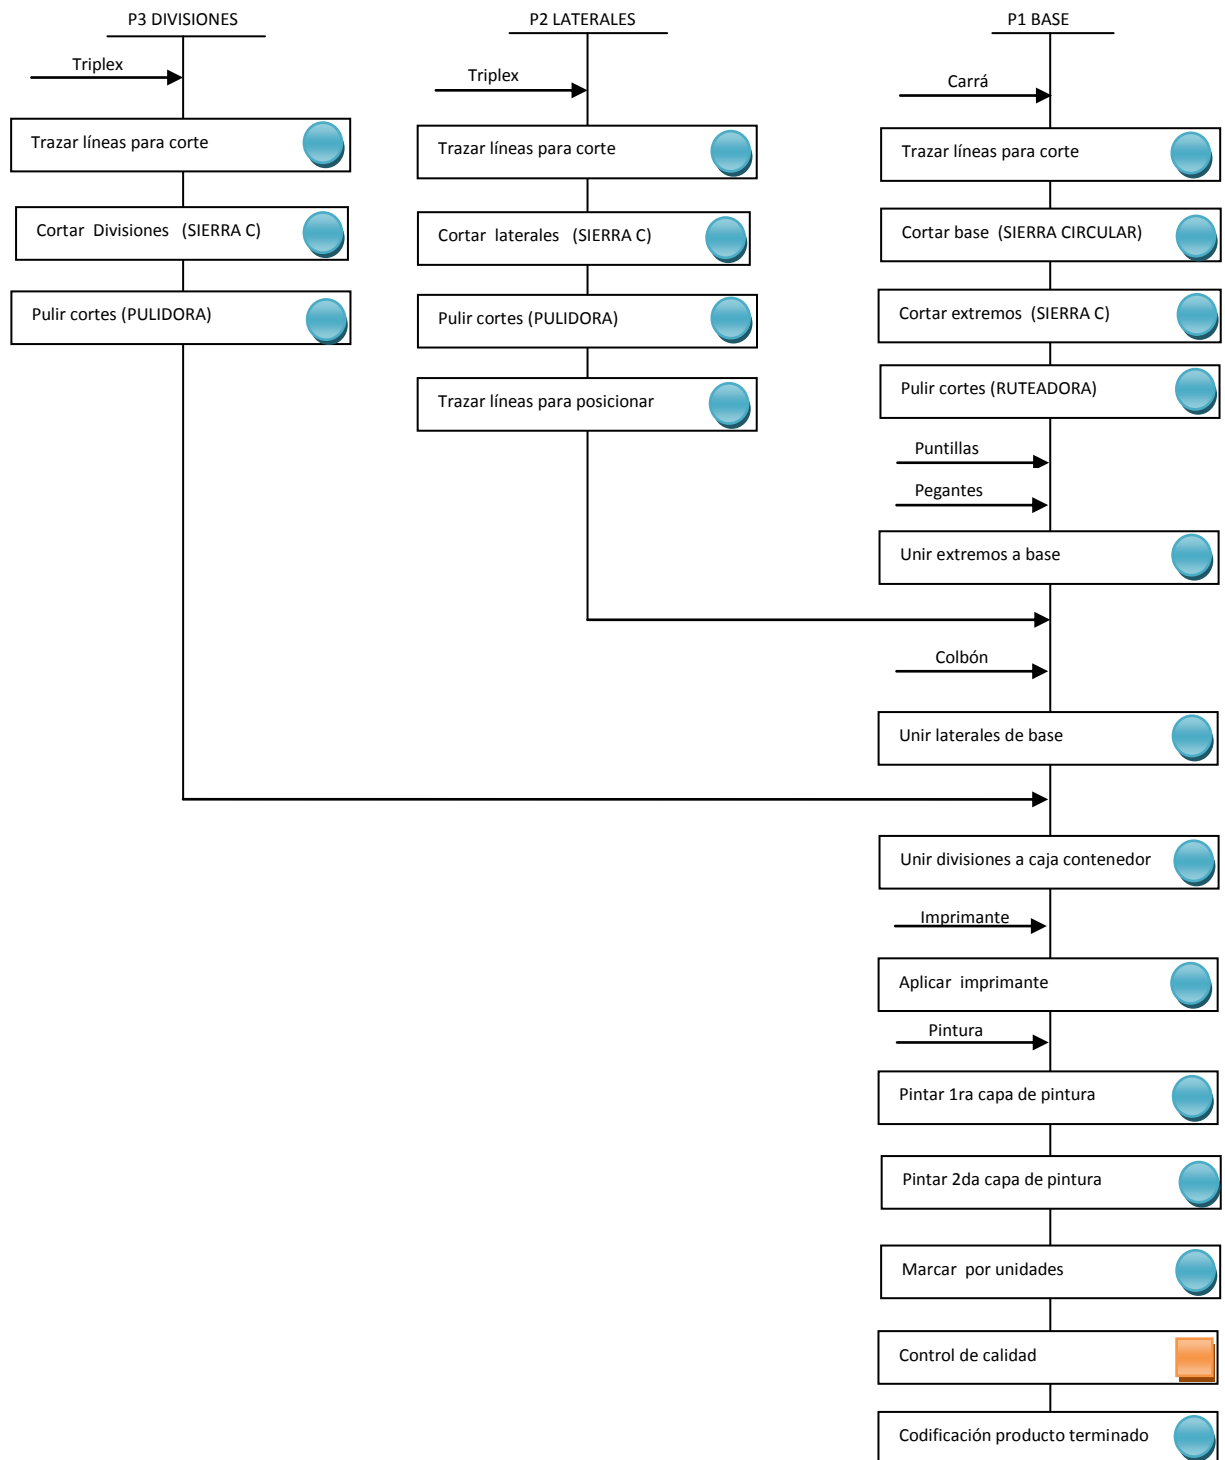 P3 DIVISIONES
Triplex
Trazar líneas para corte
Cortar Divisiones (SIERRA C)
Pulir cortes (PULIDORA)
P2 LATERALES
Triplex
Trazar líneas para corte
Cortar laterales (SIERRA C)
Pulir cortes (PULIDORA)
Trazar líneas para posicionar
P1 BASE
Carrá
Trazar líneas para corte
Cortar base (SIERRA CIRCULAR)
Cortar extremos (SIERRA C)
Pulir cortes (RUTEADORA)
Puntillas
Pegantes
Unir extremos a base
Colbón
Unir laterales de base
Unir divisiones a caja contenedor
Imprimante
Aplicar imprimante
Pintura
Pintar 1ra capa de pintura
Pintar 2da capa de pintura
Marcar por unidades
Control de calidad
Codificación producto terminado